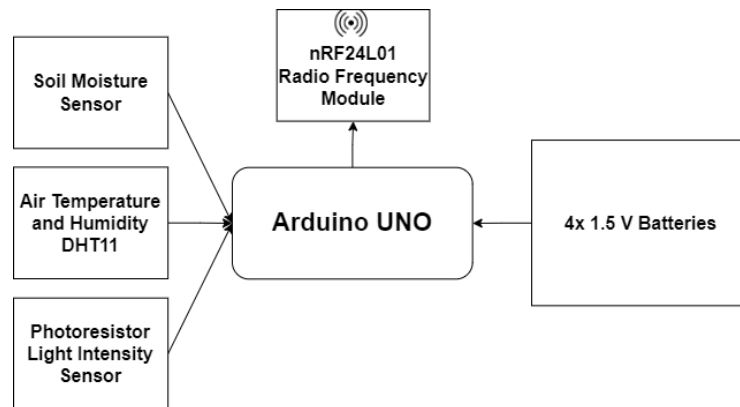 nRF24L01
Radio Frequency
Module
Soil Moisture
Sensor
Air Temperature
and Humidity
DHT11
Arduino UNO
4x 1.5 V Batteries
Photoresistor
Light Intensity
Sensor